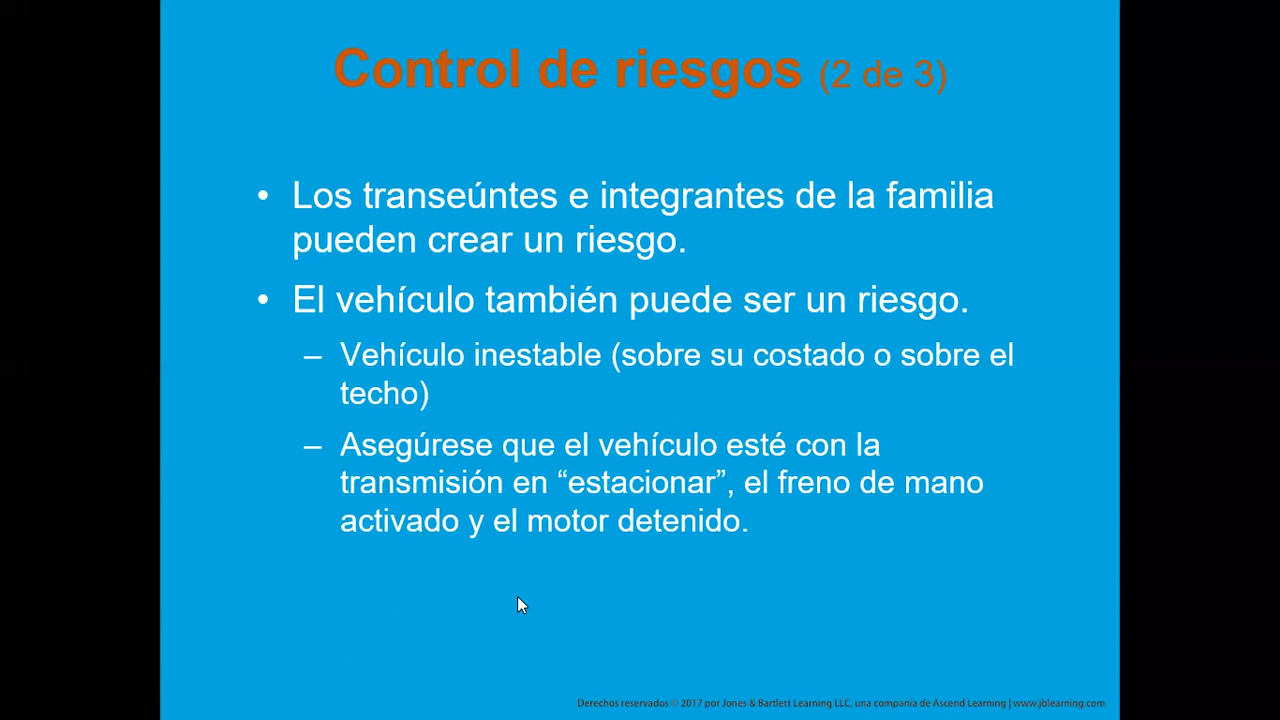 Control de riesgos (2 de 3)
• Los transeúntes e integrantes de la familia
pueden crear un riesgo.
• El vehículo también puede ser un riesgo.
– Vehículo inestable (sobre su costado o sobre el
techo)
– Asegúrese que el vehículo esté con la
transmisión en “estacionar”, el freno de mano
activado y el motor detenido.
Derechos reservados © 2017 por Jones & Bartlett Learning LLC, una compania de Ascend Learning | www.jblearning.com